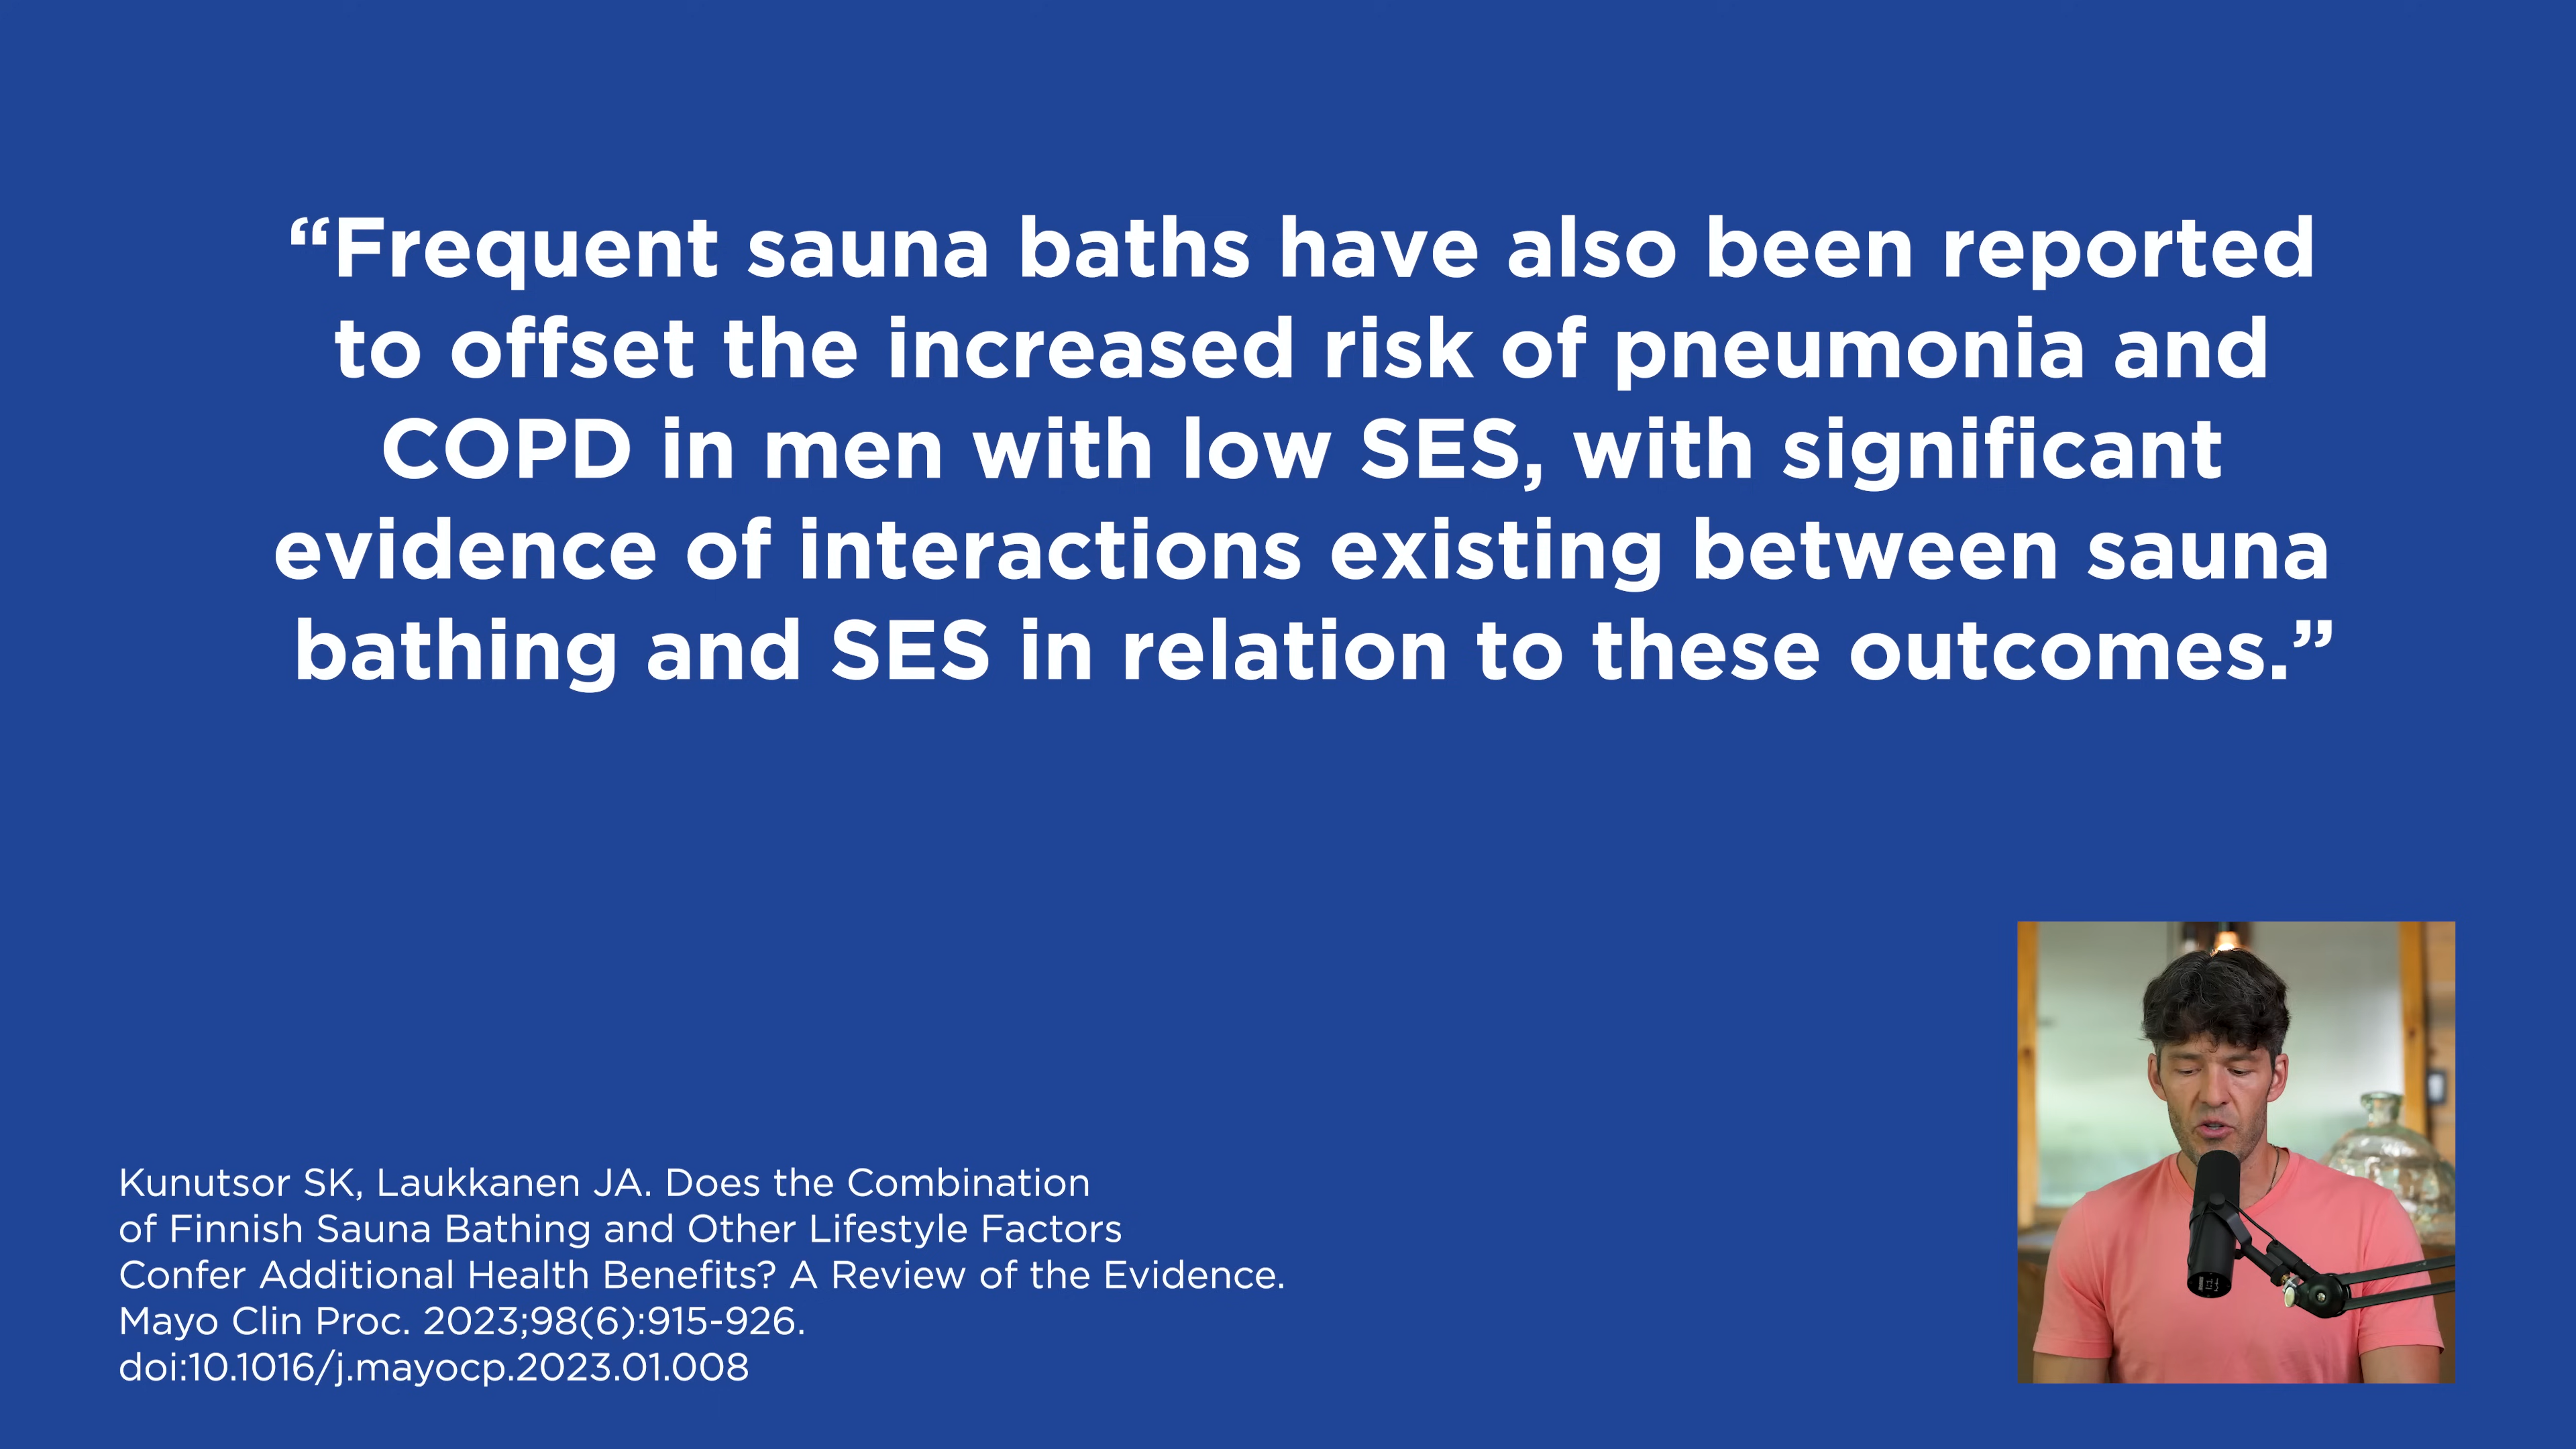 “Frequent sauna baths have also been reported
to offset the increased risk of pneumonia and
COPD in men with low SES, with significant
evidence of interactions existing between sauna
bathing and SES in relation to these outcomes.”
Kunutsor SK, Laukkanen JA. Does the Combination
of Finnish Sauna Bathing and Other Lifestyle Factors
Confer Additional Health Benefits? A Review of the Evidence.
Mayo Clin Proc. 2023;98(6):915-926.
doi:10.1016/j.mayocp.2023.01.008